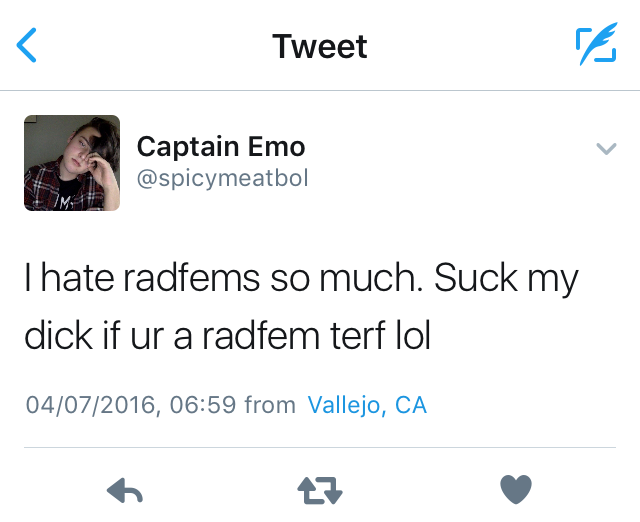 Tweet
Captain Emo
@spicymeatbol
I hate radfems so much. Suck my
dick if ur a radfem terf lol
04/07/2016, 06:59 from Vallejo, CA